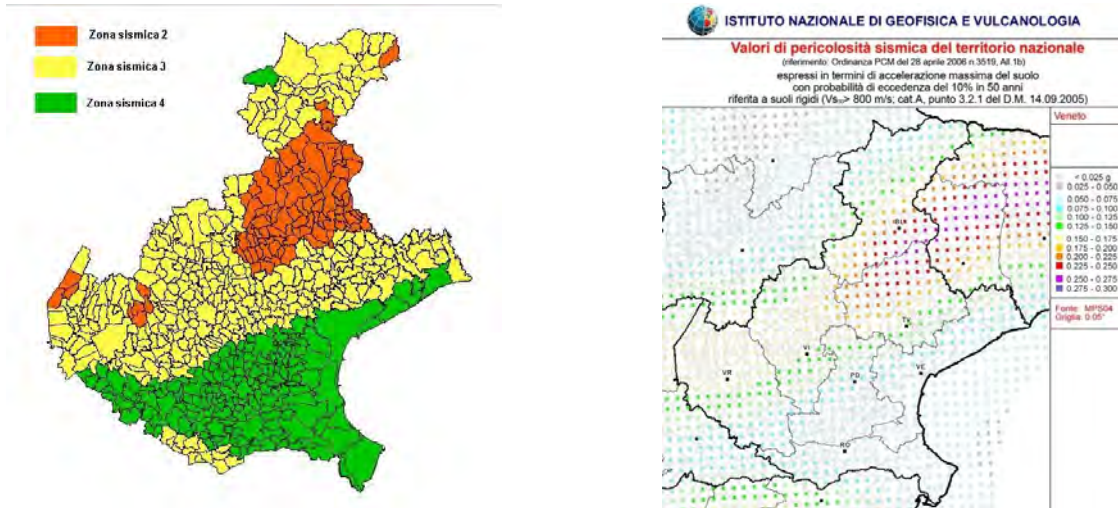 Zona sismica 2
Zona sismica 3
Zona sismica 4
ISTITUTO NAZIONALE DI GEOFISICA E VULCANOLOGIA
Valori di pericolosità sismica del territorio nazionale
(riferimento: Ordinanza PCM del 28 aprile 2006 n.3519, All.1b)
espressi in termini di accelerazione massima del suolo
con probabilità di eccedenza del 10% in 50 anni
riferita a suoli rigidi (Vs₃₀> 800 m/s; cat.A, punto 3.2.1 del D.M. 14.09.2005)
Veneto
< 0.025 g
0.025 - 0.050
0.050 - 0.075
0.075 - 0.100
0.100 - 0.125
0.125 - 0.150
0.150 - 0.175
0.175 - 0.200
0.200 - 0.225
0.225 - 0.250
0.250 - 0.275
0.275 - 0.300
Fonte: MPS04
Griglia: 0.05°
BL
TV
VI
VR
PD
VE
RO